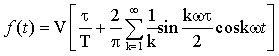 f(t) = V[τ/T + 2/π ∞∑k=1 1/k sin kωτ/2 cos kωt]